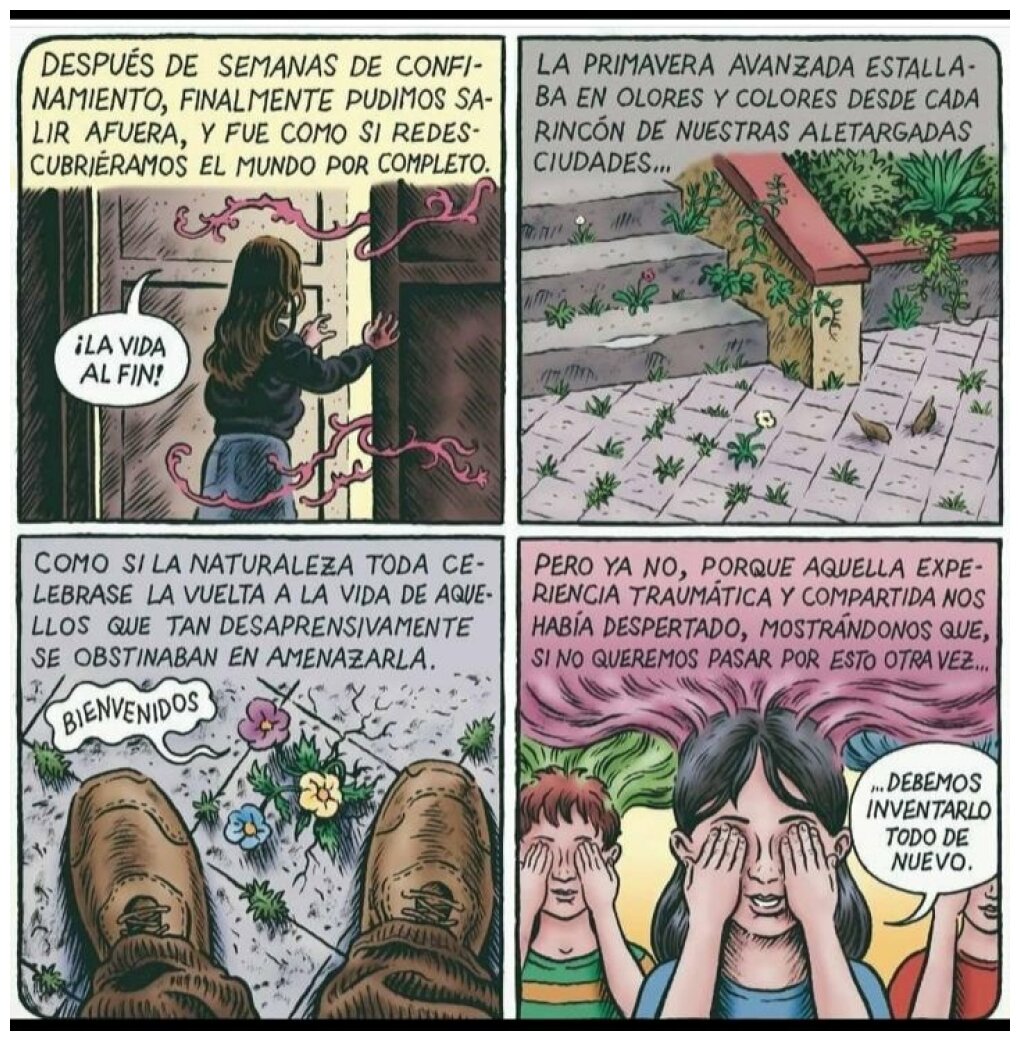 DESPUÉS DE SEMANAS DE CONFI-
NAMIENTO, FINALMENTE PUDIMOS SA-
LIR AFUERA, Y FUE COMO SI REDES-
CUBRIÉRAMOS EL MUNDO POR COMPLETO.
¡LA VIDA
AL FIN!
LA PRIMAVERA AVANZADA ESTALLA-
BA EN OLORES Y COLORES DESDE CADA
RINCÓN DE NUESTRAS ALETARGADAS
CIUDADES...
COMO SI LA NATURALEZA TODA CE-
LEBRASE LA VUELTA A LA VIDA DE AQUE-
LLOS QUE TAN DESAPRENSIVAMENTE
SE OBSTINABAN EN AMENAZARLA.
BIENVENIDOS
PERO YA NO, PORQUE AQUELLA EXPE-
RIENCIA TRAUMÁTICA Y COMPARTIDA NOS
HABÍA DESPERTADO, MOSTRÁNDONOS QUE,
SI NO QUEREMOS PASAR POR ESTO OTRA VEZ...
...DEBEMOS
INVENTARLO
TODO DE
NUEVO.